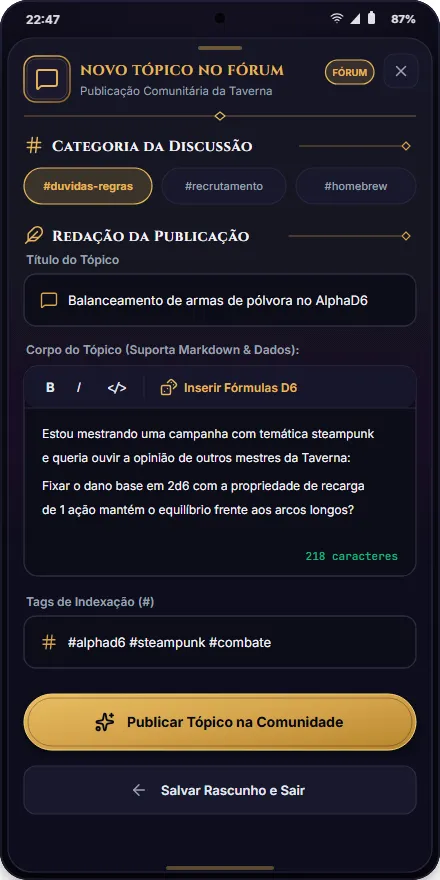 22:47
87%
NOVO TÓPICO NO FÓRUM
FÓRUM
Publicação Comunitária da Taverna
Categoria da Discussão
#duvidas-regras
#recrutamento
#homebrew
Redação da Publicação
Título do Tópico
Balanceamento de armas de pólvora no AlphaD6
Corpo do Tópico (Suporta Markdown & Dados):
B I </> Inserir Fórmulas D6
Estou mestrando uma campanha com temática steampunk
e queria ouvir a opinião de outros mestres da Taverna:
Fixar o dano base em 2d6 com a propriedade de recarga
de 1 ação mantém o equilíbrio frente aos arcos longos?
218 caracteres
Tags de Indexação (#)
#alphad6 #steampunk #combate
Publicar Tópico na Comunidade
Salvar Rascunho e Sair